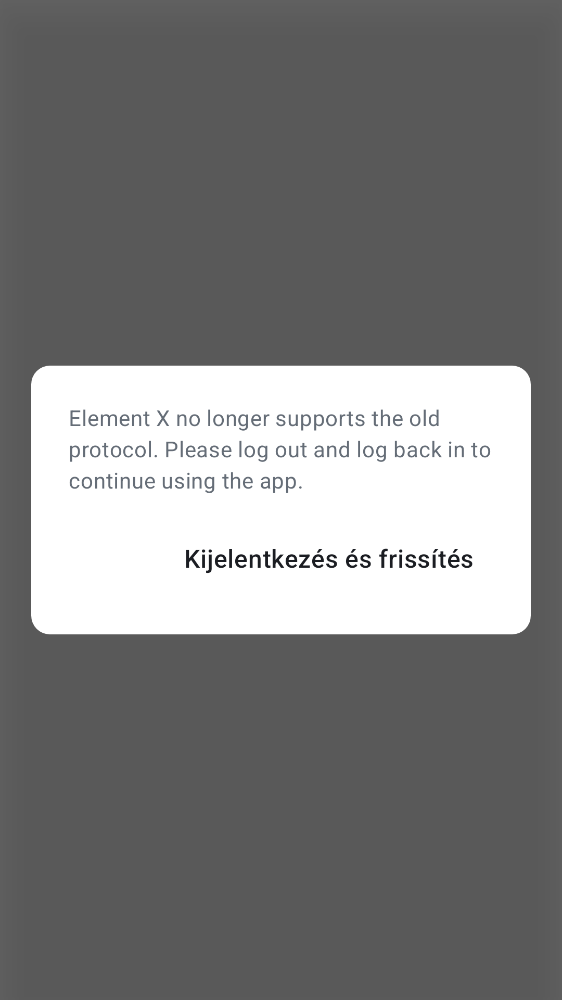 Element X no longer supports the old
protocol. Please log out and log back in to
continue using the app.
Kijelentkezés és frissítés